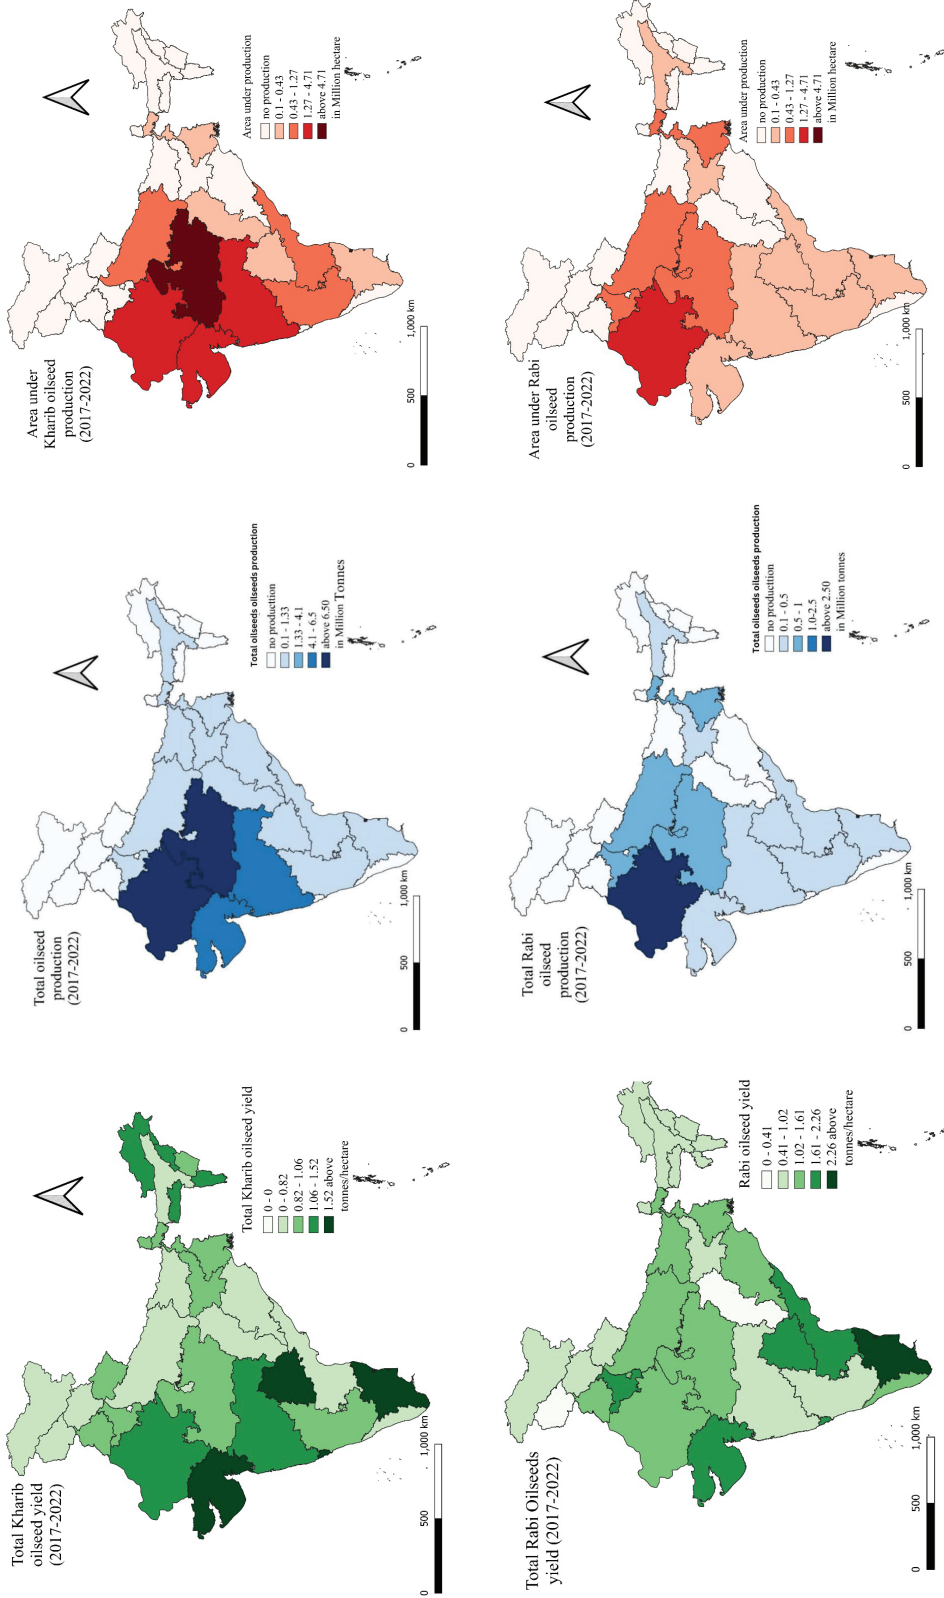 Total Kharib
oilseed yield
(2017-2022)
Total Kharib oilseed yield
0 - 0
0 - 0.82
0.82 - 1.06
1.06 - 1.52
1.52 above
tonnes/hectare
0
500
1,000 km
Total oilseed
production
(2017-2022)
Total oilseeds oilseeds production
no producttion
0.1 - 1.33
1.33 - 4.1
4.1 - 6.5
above 6.50
in Million Tonnes
0
500
1,000 km
Area under
Kharib oilseed
production
(2017-2022)
Area under production
no production
0.1 - 0.43
0.43 - 1.27
1.27 - 4.71
above 4.71
in Million hectare
0
500
1,000 km
Total Rabi Oilseeds
yield (2017-2022)
Rabi oilseed yield
0 - 0.41
0.41 - 1.02
1.02 - 1.61
1.61 - 2.26
2.26 above
tonnes/hectare
0
500
1,000 km
Total Rabi
oilseed
production
(2017-2022)
Total oilseeds oilseeds production
no production
0.1 - 0.5
0.5 - 1
1.0-2.5
above 2.50
in Million tonnes
0
500
1,000 km
Area under Rabi
oilseed
production
(2017-2022)
Area under production
no production
0.1 - 0.43
0.43 - 1.27
1.27 - 4.71
above 4.71
in Million hectare
0
500
1,000 km